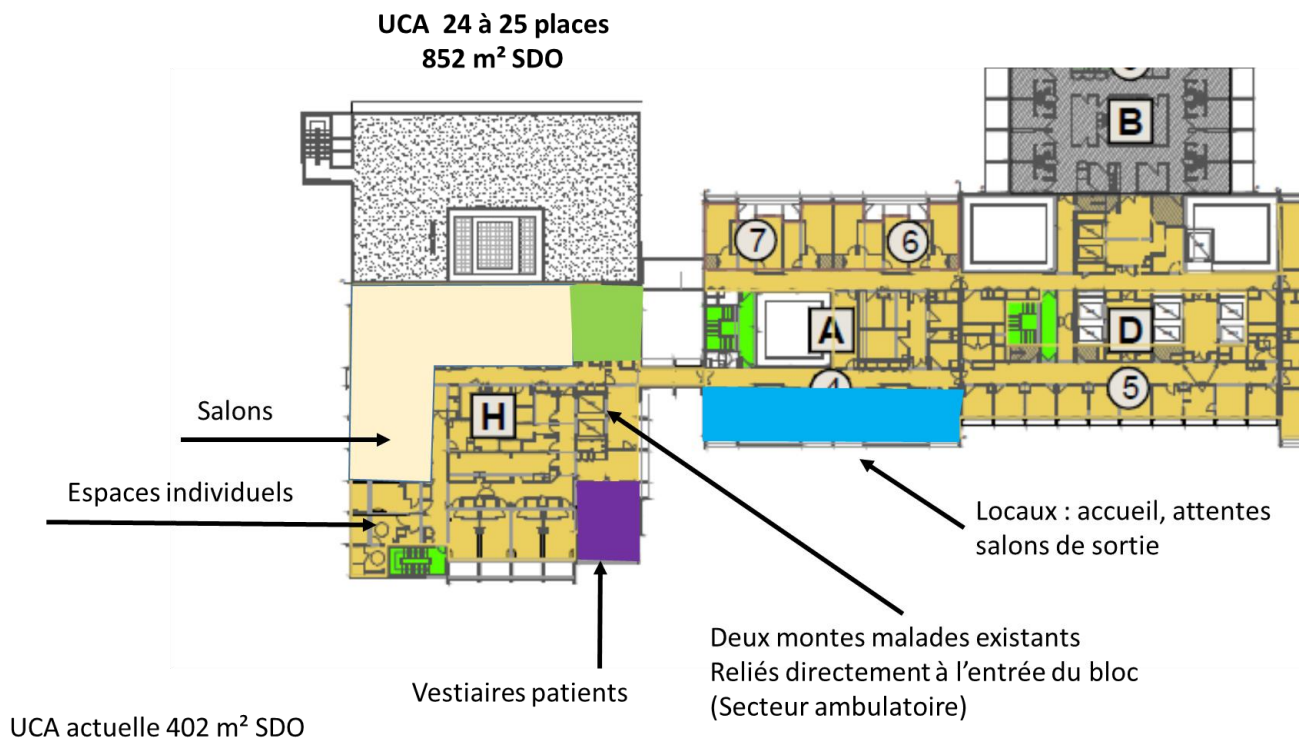 UCA 24 à 25 places
852 m² SDO
B
7
6
A
D
4
5
H
Salons
Espaces individuels
Locaux : accueil, attentes
salons de sortie
Deux montes malades existants
Reliés directement à l’entrée du bloc
(Secteur ambulatoire)
Vestiaires patients
UCA actuelle 402 m² SDO